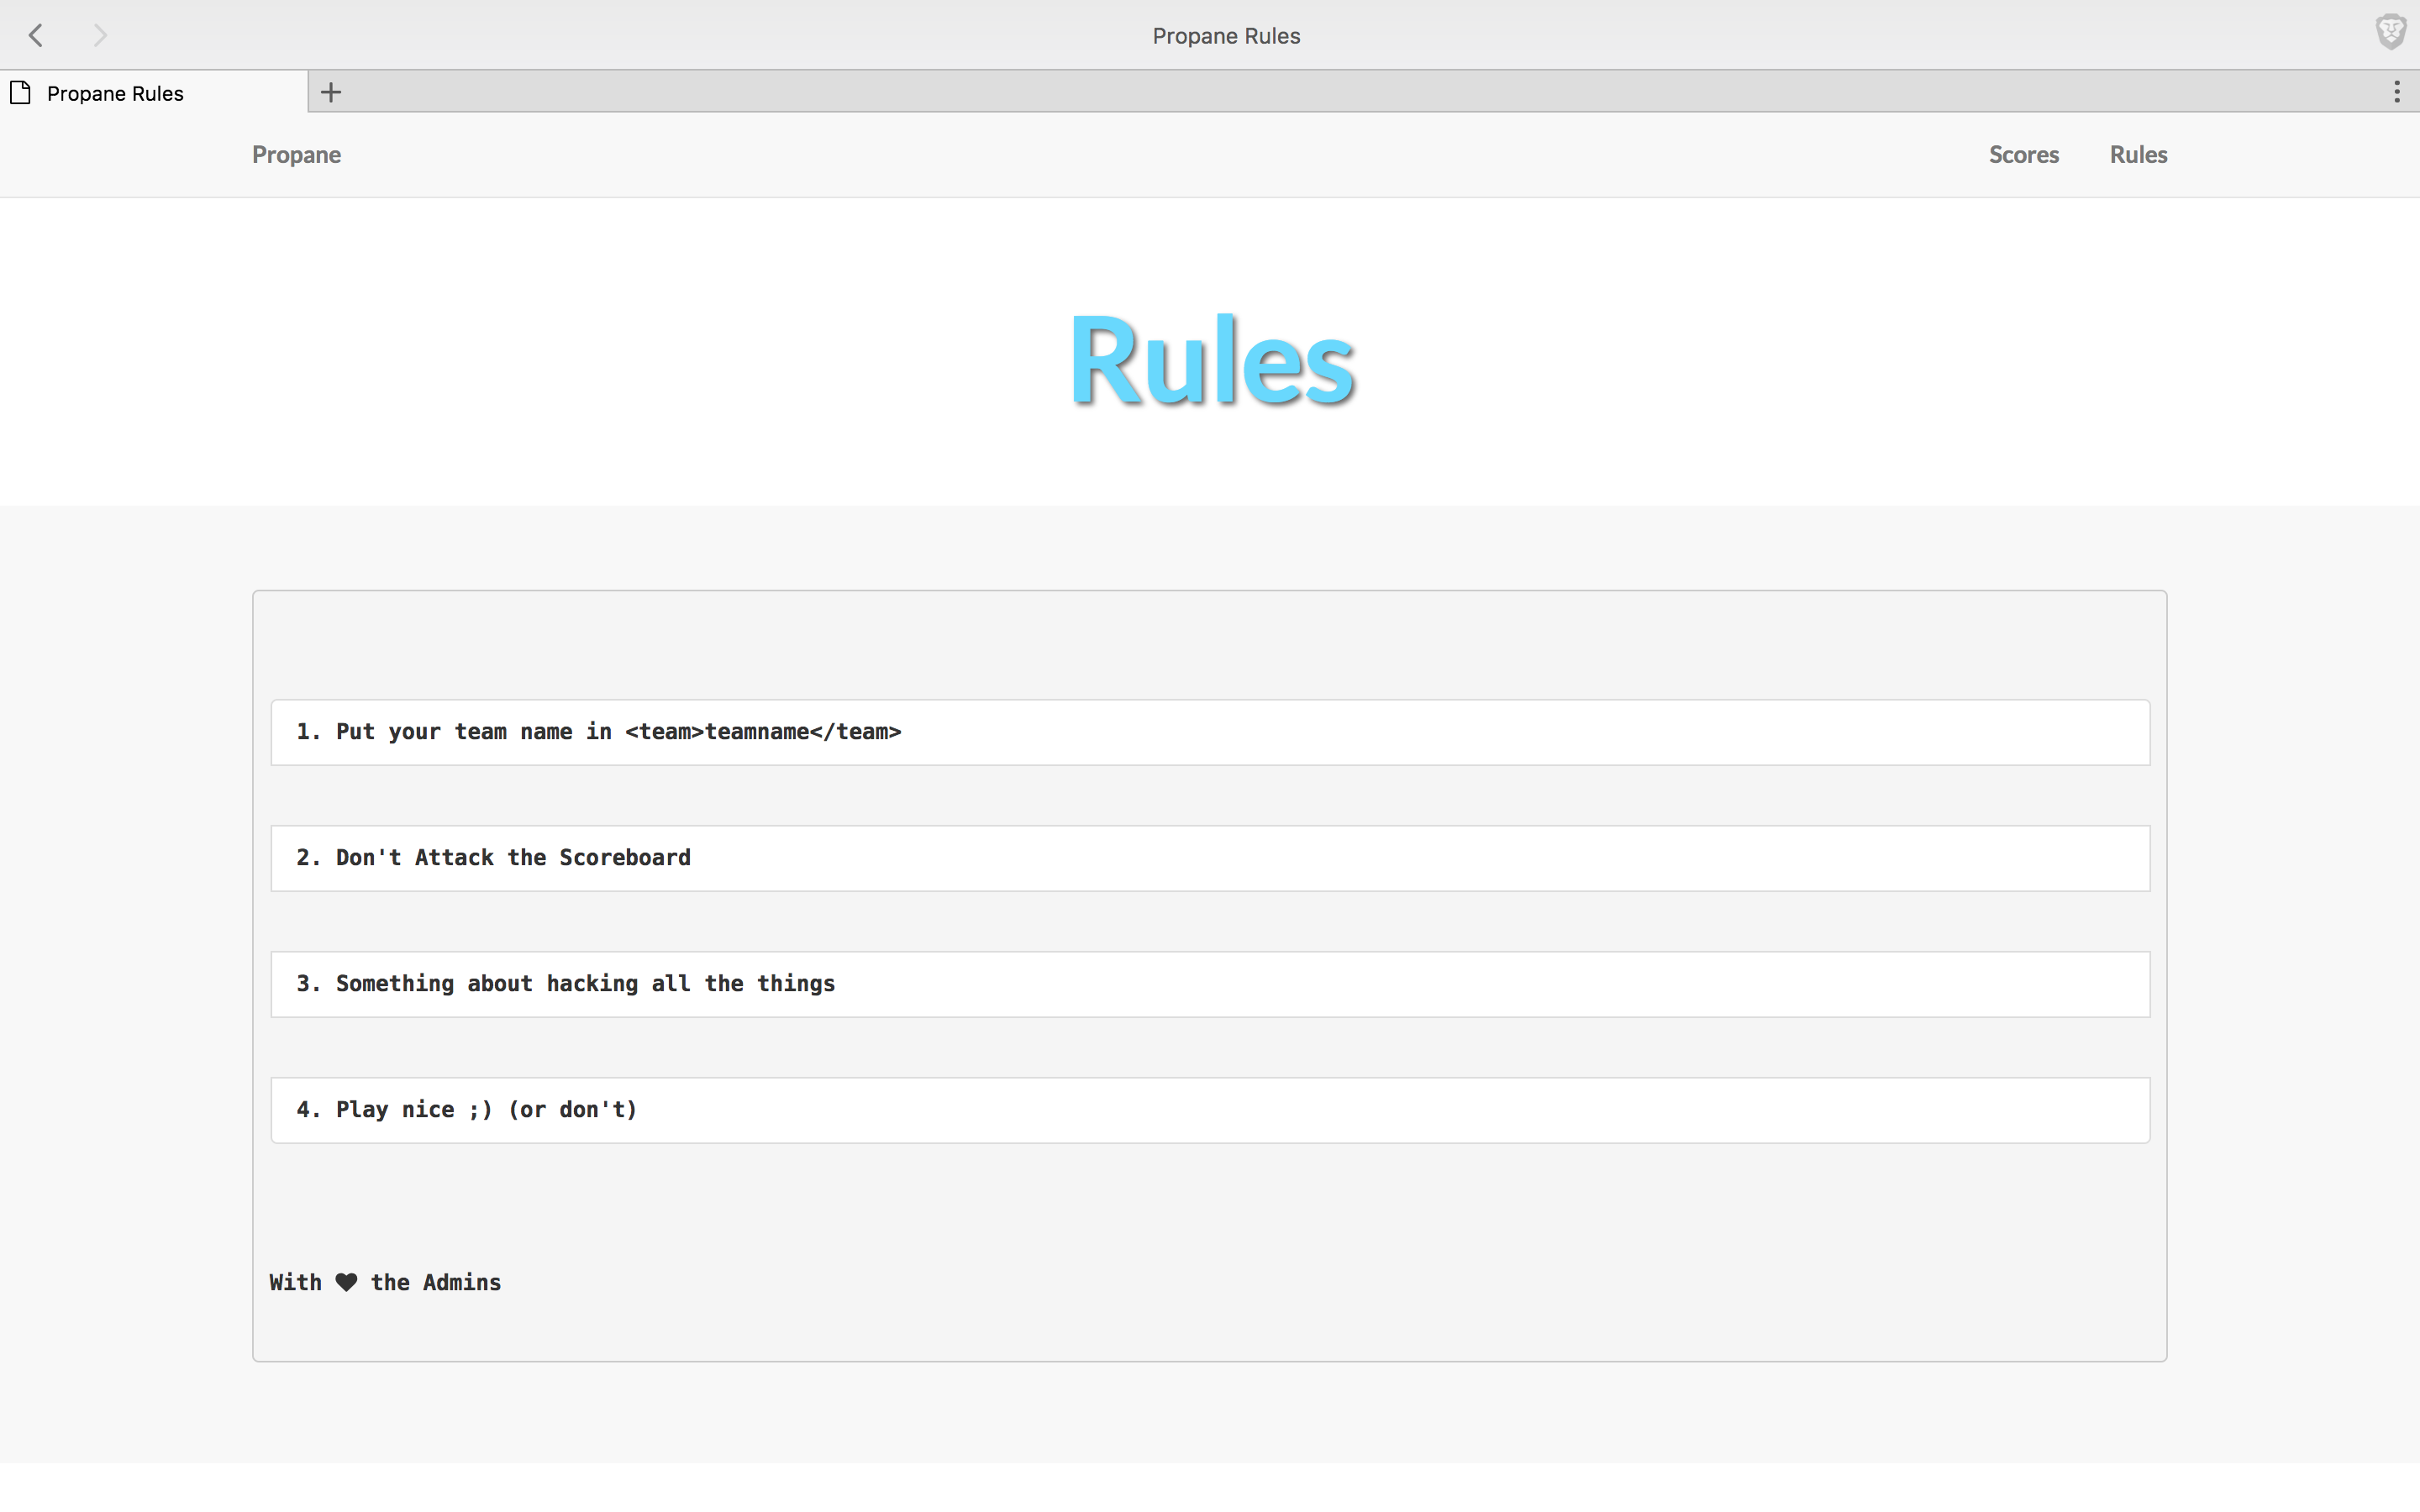 Propane Rules
Propane Rules
Propane
Scores
Rules
Rules
1. Put your team name in <team>teamname</team>
2. Don't Attack the Scoreboard
3. Something about hacking all the things
4. Play nice ;) (or don't)
With ♥ the Admins